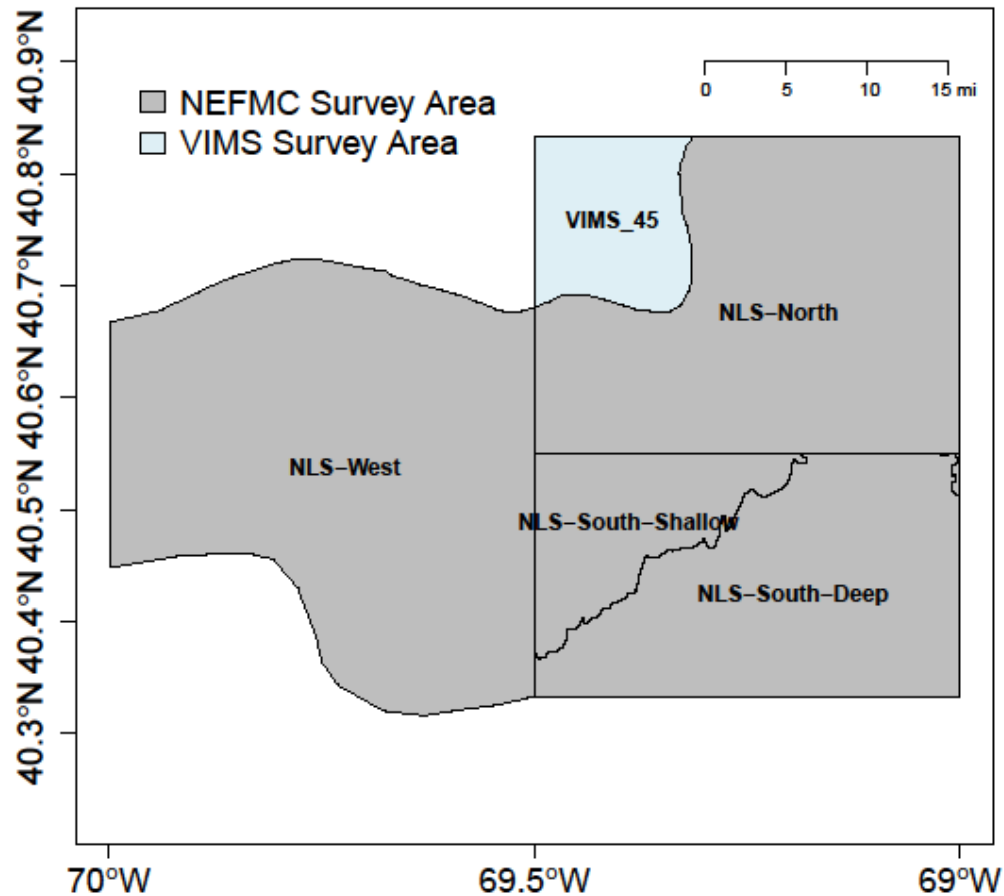 40.9°N
40.8°N
40.7°N
40.6°N
40.5°N
40.4°N
40.3°N
0 5 10 15 mi
NEFMC Survey Area
VIMS Survey Area
VIMS_45
NLS−North
NLS−West
NLS−South−Shallow
NLS−South−Deep
70°W 69.5°W 69°W